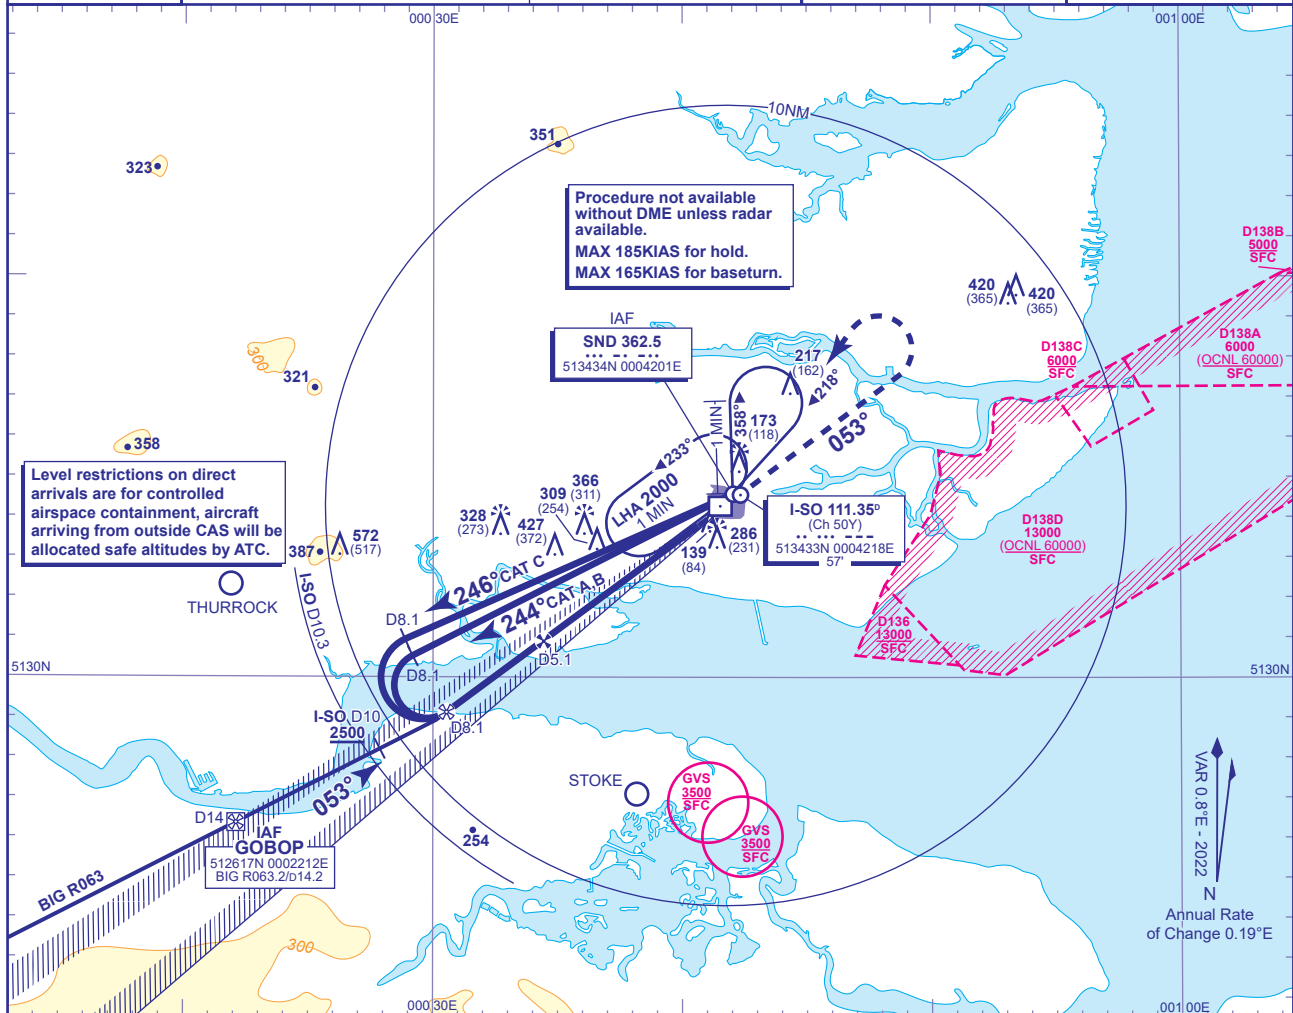 000 30E
001 00E
10NM
351
323
Procedure not available
without DME unless radar
available.
MAX 185KIAS for hold.
MAX 165KIAS for baseturn.
D138B
5000
SFC
420
(365)
420
(365)
IAF
SND 362.5
··· -· -··
513434N 0004201E
D138C
6000
SFC
D138A
6000
(OCNL 60000)
SFC
300
321
217
(162)
218°
358°
1 MIN
173
(118)
053°
358
233°
LHA 2000
1 MIN
Level restrictions on direct
arrivals are for controlled
airspace containment, aircraft
arriving from outside CAS will be
allocated safe altitudes by ATC.
366
(311)
309
(254)
328
(273)
427
(372)
572
(517)
387
I-SO 111.35ᴰ
(Ch 50Y)
·· ··· ---
513433N 0004218E
57'
286
(231)
139
(84)
D138D
13000
(OCNL 60000)
SFC
THURROCK
I-SO D10.3
246° CAT C
244° CAT A,B
D8.1
D136
13000
SFC
D5.1
5130N
5130N
D8.1
D8.1
I-SO D10
2500
053°
STOKE
GVS
3500
SFC
GVS
3500
SFC
VAR 0.8°E - 2022
N
Annual Rate
of Change 0.19°E
D14
IAF
GOBOP
512617N 0002212E
BIG R063.2/D14.2
254
BIG R063
300
000 30E
001 00E